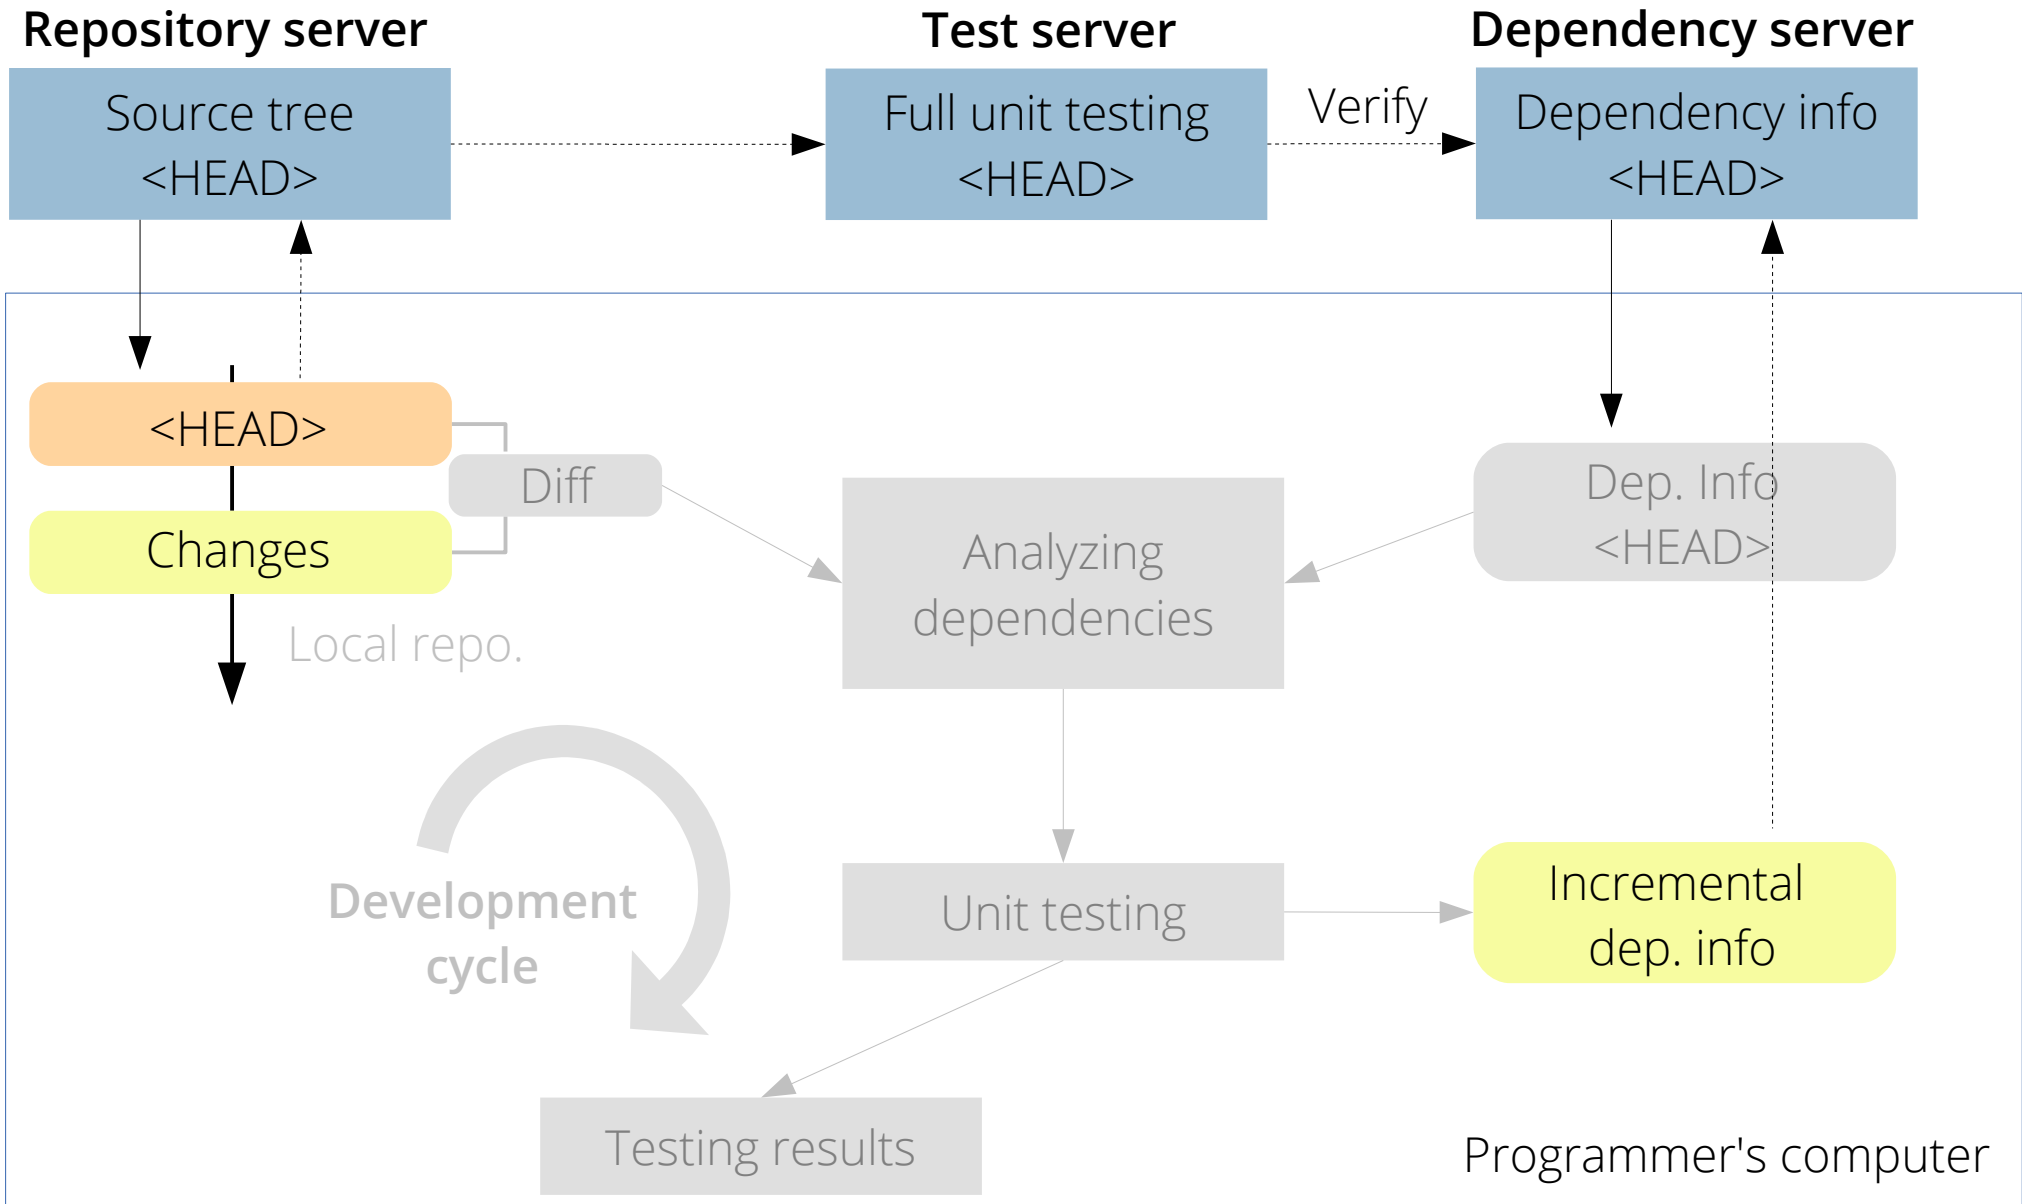 Repository server
Test server
Dependency server
Source tree
<HEAD>
Full unit testing
<HEAD>
Verify
Dependency info
<HEAD>
<HEAD>
Diff
Changes
Local repo.
Analyzing
dependencies
Dep. Info
<HEAD>
Development
cycle
Unit testing
Incremental
dep. info
Testing results
Programmer's computer